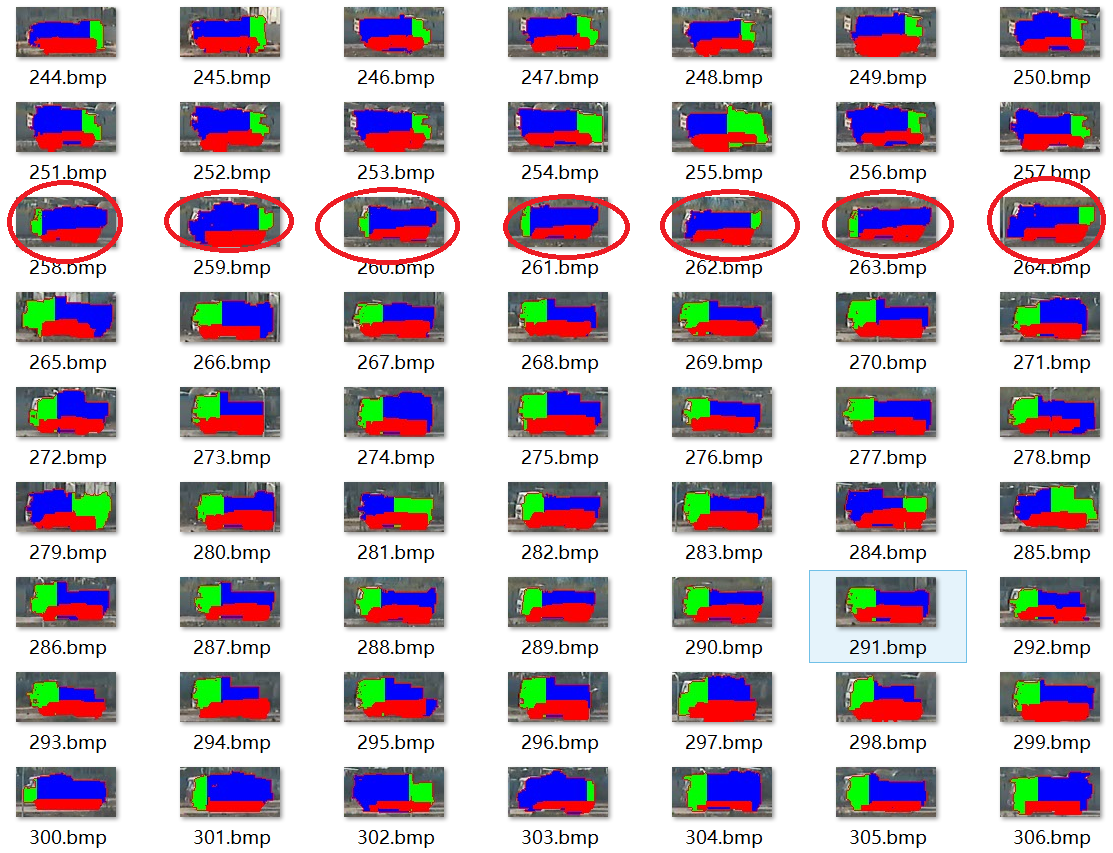 244.bmp 245.bmp 246.bmp 247.bmp 248.bmp 249.bmp 250.bmp
251.bmp 252.bmp 253.bmp 254.bmp 255.bmp 256.bmp 257.bmp
258.bmp 259.bmp 260.bmp 261.bmp 262.bmp 263.bmp 264.bmp
265.bmp 266.bmp 267.bmp 268.bmp 269.bmp 270.bmp 271.bmp
272.bmp 273.bmp 274.bmp 275.bmp 276.bmp 277.bmp 278.bmp
279.bmp 280.bmp 281.bmp 282.bmp 283.bmp 284.bmp 285.bmp
286.bmp 287.bmp 288.bmp 289.bmp 290.bmp 291.bmp 292.bmp
293.bmp 294.bmp 295.bmp 296.bmp 297.bmp 298.bmp 299.bmp
300.bmp 301.bmp 302.bmp 303.bmp 304.bmp 305.bmp 306.bmp